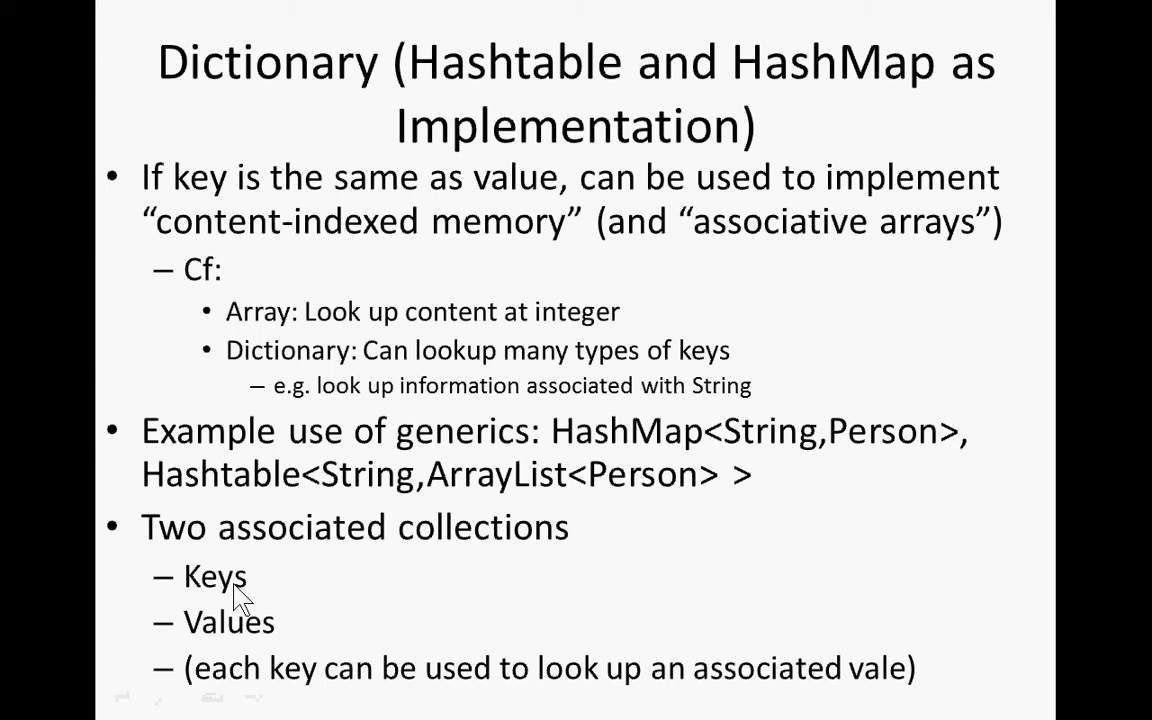 Dictionary (Hashtable and HashMap as
Implementation)
• If key is the same as value, can be used to implement
“content-indexed memory” (and “associative arrays”)
– Cf:
• Array: Look up content at integer
• Dictionary: Can lookup many types of keys
– e.g. look up information associated with String
• Example use of generics: HashMap<String,Person>,
Hashtable<String,ArrayList<Person> >
• Two associated collections
– Keys
– Values
– (each key can be used to look up an associated vale)